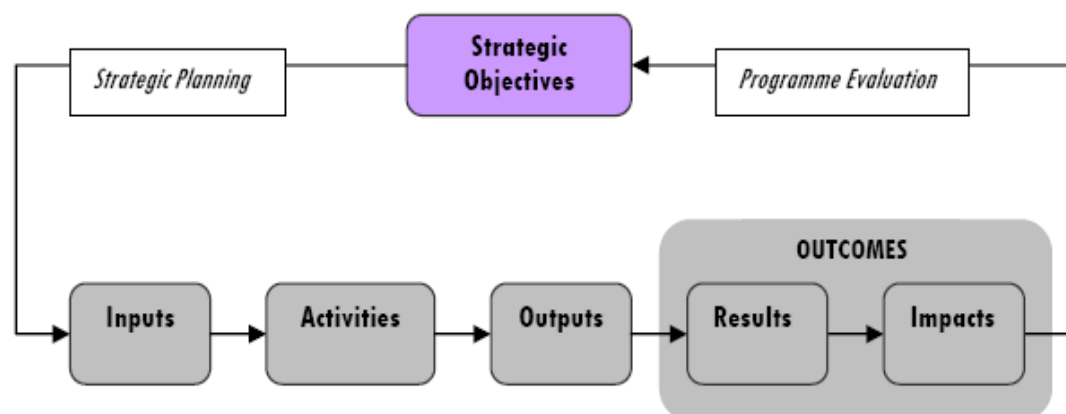 Strategic Planning
Strategic
Objectives
Programme Evaluation
OUTCOMES
Inputs
Activities
Outputs
Results
Impacts